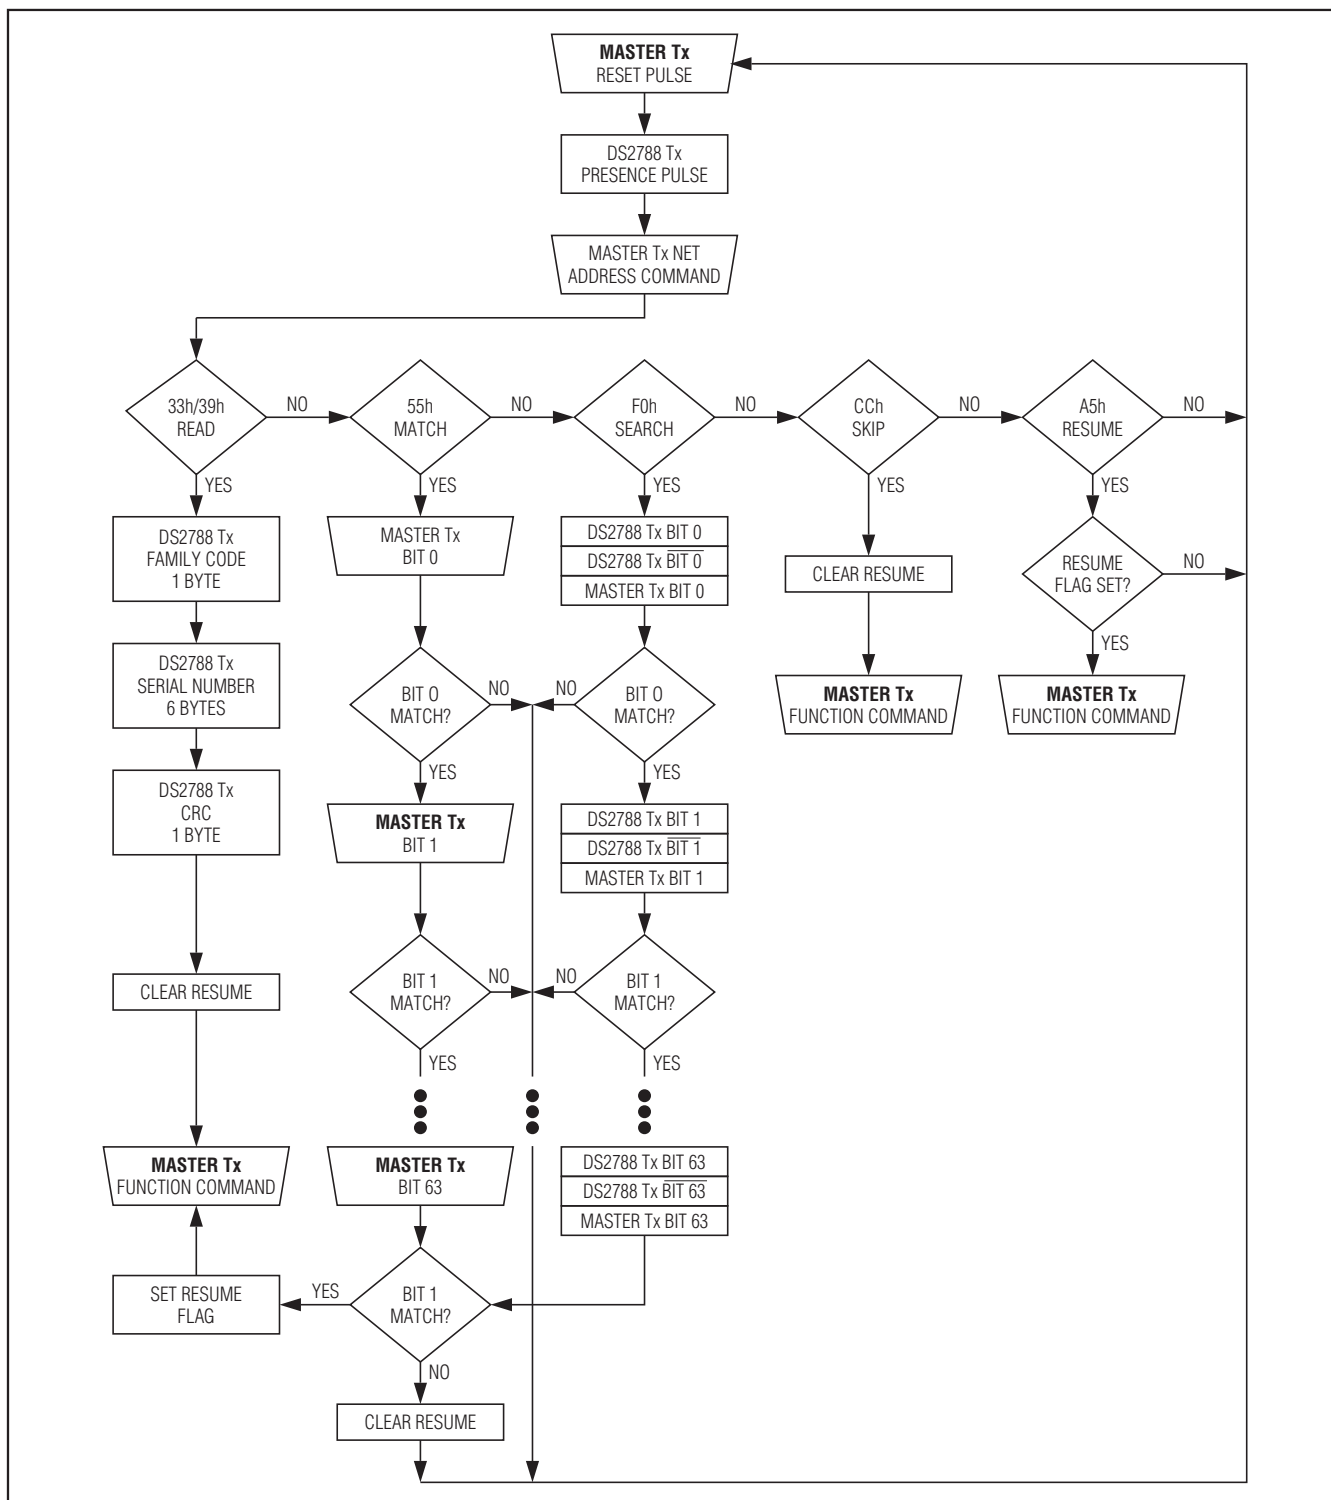 MASTER Tx
RESET PULSE
DS2788 Tx
PRESENCE PULSE
MASTER Tx NET
ADDRESS COMMAND
33h/39h
READ
NO
YES
55h
MATCH
NO
YES
F0h
SEARCH
NO
YES
CCh
SKIP
NO
YES
A5h
RESUME
NO
YES
DS2788 Tx
FAMILY CODE
1 BYTE
DS2788 Tx
SERIAL NUMBER
6 BYTES
DS2788 Tx
CRC
1 BYTE
CLEAR RESUME
MASTER Tx
FUNCTION COMMAND
SET RESUME
FLAG
MASTER Tx
BIT 0
BIT 0
MATCH?
NO
YES
MASTER Tx
BIT 1
BIT 1
MATCH?
NO
YES
MASTER Tx
BIT 63
BIT 1
MATCH?
YES
NO
CLEAR RESUME
DS2788 Tx BIT 0
DS2788 Tx B̅I̅T̅ ̅0̅
MASTER Tx BIT 0
NO
BIT 0
MATCH?
YES
DS2788 Tx BIT 1
DS2788 Tx B̅I̅T̅ ̅1̅
MASTER Tx BIT 1
NO
BIT 1
MATCH?
YES
DS2788 Tx BIT 63
DS2788 Tx B̅I̅T̅ ̅6̅3̅
MASTER Tx BIT 63
CLEAR RESUME
MASTER Tx
FUNCTION COMMAND
RESUME
FLAG SET?
NO
YES
MASTER Tx
FUNCTION COMMAND